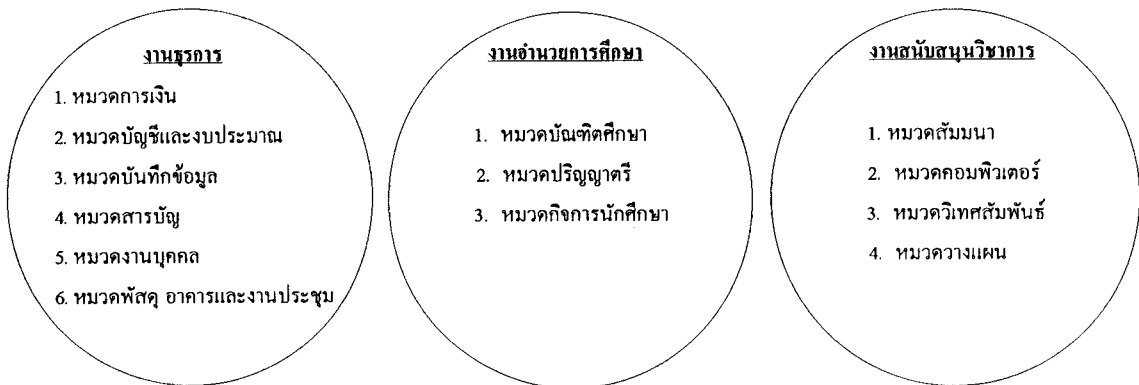 งานธุรการ
1. หมวดการเงิน
2. หมวดบัญชีและงบประมาณ
3. หมวดบันทึกข้อมูล
4. หมวดสารบัญ
5. หมวดงานบุคคล
6. หมวดพัสดุ อาคารและงานประชุม
งานอำนวยการศึกษา
1. หมวดบัณฑิตศึกษา
2. หมวดปริญญาตรี
3. หมวดกิจการนักศึกษา
งานสนับสนุนวิชาการ
1. หมวดสัมมนา
2. หมวดคอมพิวเตอร์
3. หมวดวิเทศสัมพันธ์
4. หมวดวางแผน